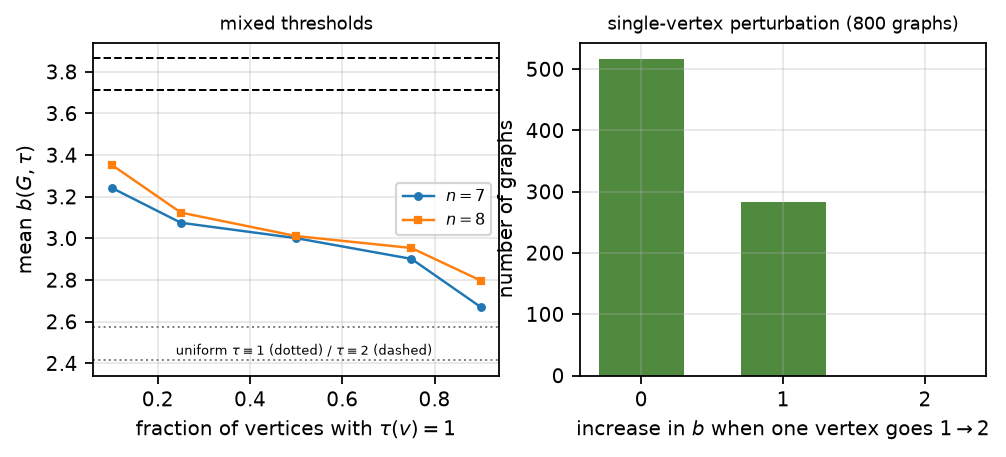 mixed thresholds
mean b(G, τ)
3.8
3.6
3.4
3.2
3.0
2.8
2.6
2.4
n = 7
n = 8
uniform τ ≡ 1 (dotted) / τ ≡ 2 (dashed)
0.2 0.4 0.6 0.8
fraction of vertices with τ(v) = 1
single-vertex perturbation (800 graphs)
number of graphs
500
400
300
200
100
0
0 1 2
increase in b when one vertex goes 1 → 2